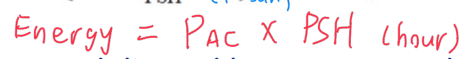 Energy = PAC X PSH (hour)